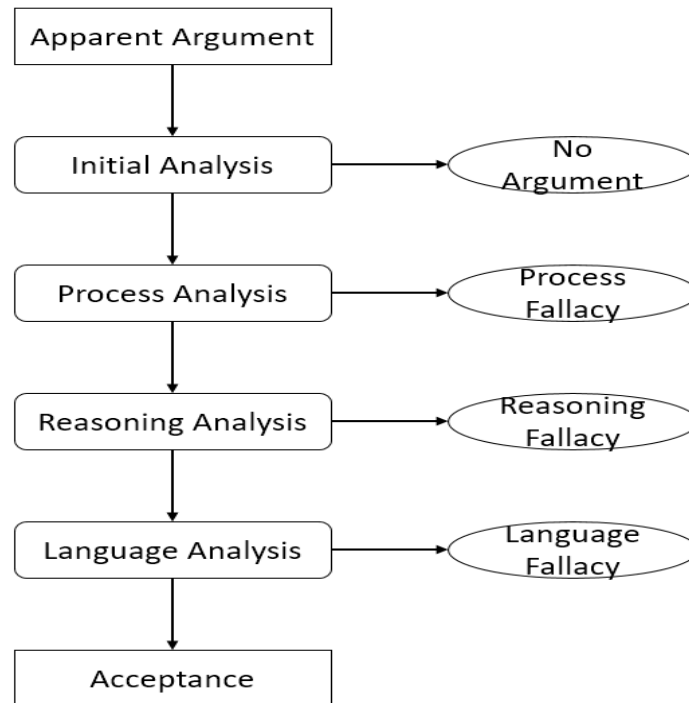 Apparent Argument
Initial Analysis
No
Argument
Process Analysis
Process
Fallacy
Reasoning Analysis
Reasoning
Fallacy
Language Analysis
Language
Fallacy
Acceptance